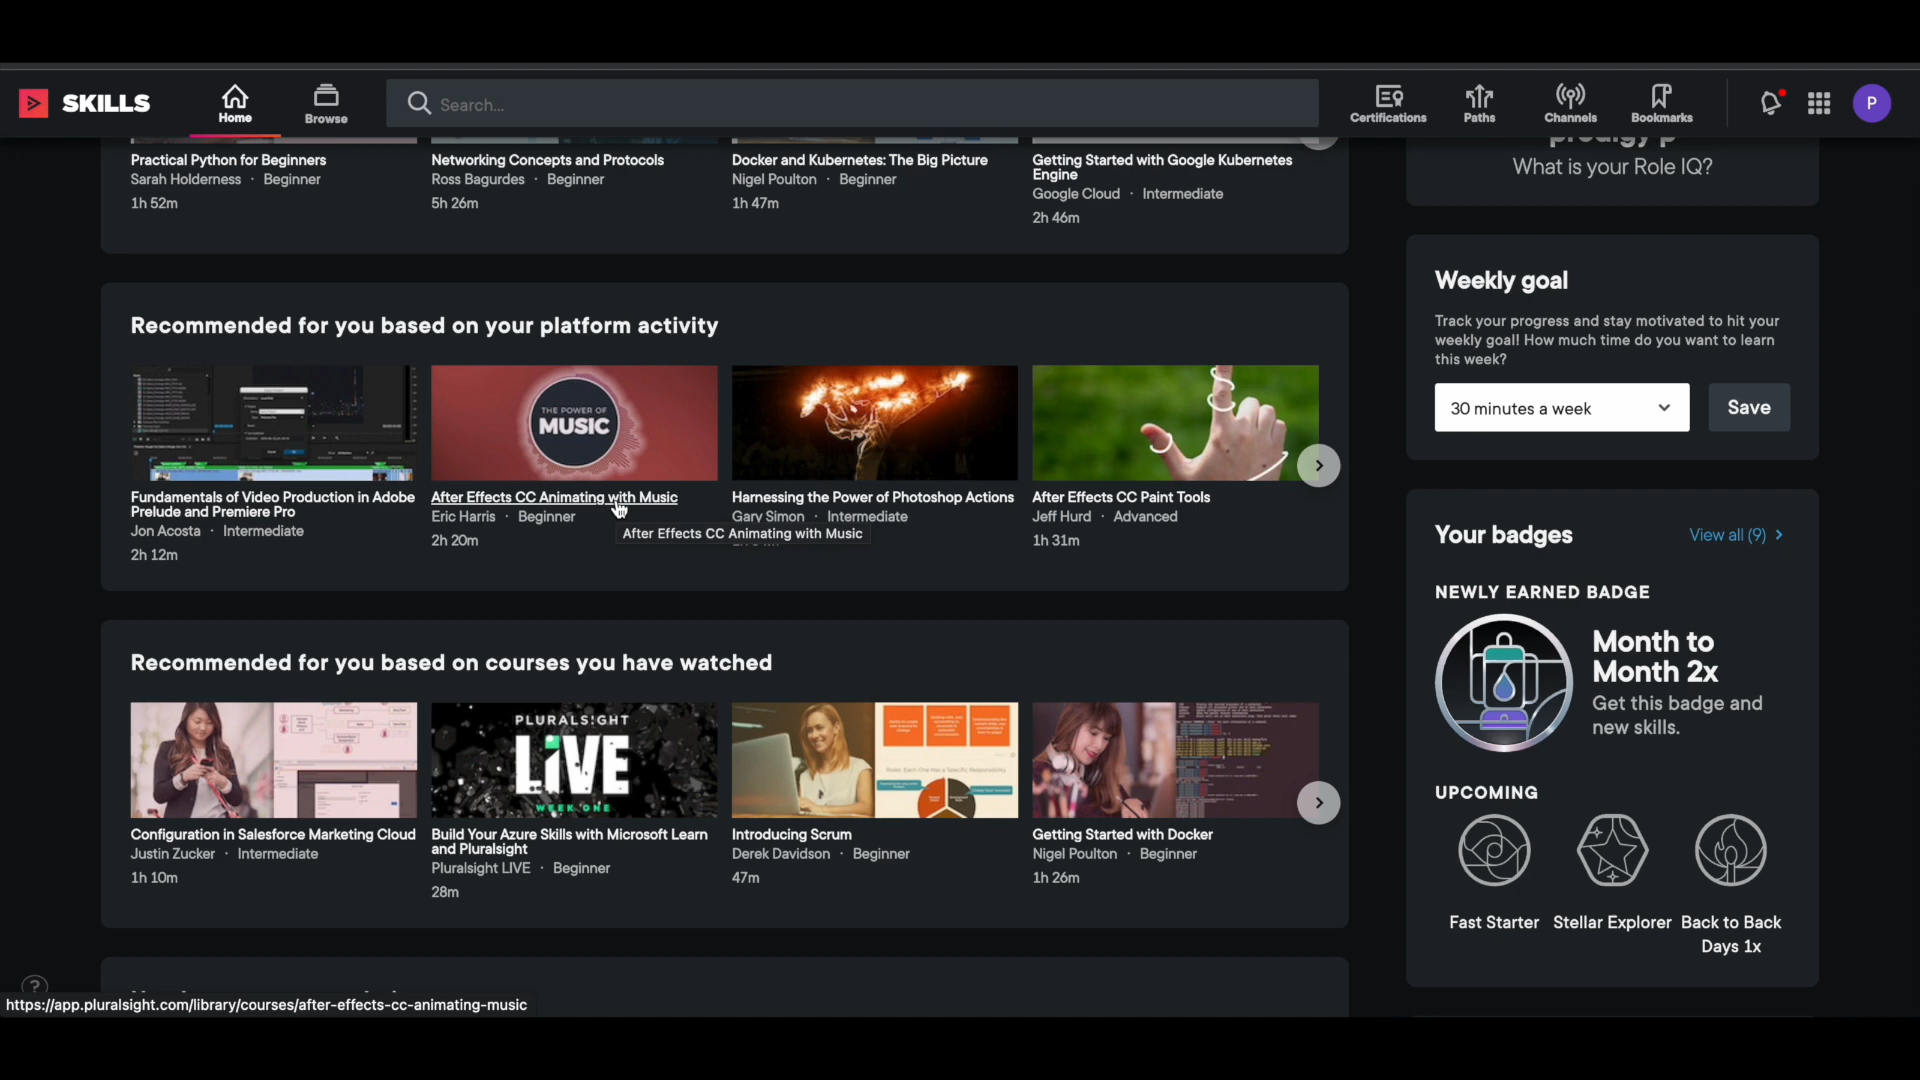 SKILLS
Home
Browse
Search...
Certifications
Paths
Channels
Bookmarks
P
Practical Python for Beginners
Sarah Holderness · Beginner
1h 52m
Networking Concepts and Protocols
Ross Bagurdes · Beginner
5h 26m
Docker and Kubernetes: The Big Picture
Nigel Poulton · Beginner
1h 47m
Getting Started with Google Kubernetes
Engine
Google Cloud · Intermediate
2h 46m
prodigy p
What is your Role IQ?
Recommended for you based on your platform activity
THE POWER OF
MUSIC
Fundamentals of Video Production in Adobe
Prelude and Premiere Pro
Jon Acosta · Intermediate
2h 12m
After Effects CC Animating with Music
Eric Harris · Beginner
2h 20m
After Effects CC Animating with Music
Harnessing the Power of Photoshop Actions
Gary Simon · Intermediate
After Effects CC Paint Tools
Jeff Hurd · Advanced
1h 31m
Weekly goal
Track your progress and stay motivated to hit your
weekly goal! How much time do you want to learn
this week?
30 minutes a week
Save
Recommended for you based on courses you have watched
PLURALSIGHT
LIVE
WEEK ONE
Configuration in Salesforce Marketing Cloud
Justin Zucker · Intermediate
1h 10m
Build Your Azure Skills with Microsoft Learn
and Pluralsight
Pluralsight LIVE · Beginner
28m
Introducing Scrum
Derek Davidson · Beginner
47m
Getting Started with Docker
Nigel Poulton · Beginner
1h 26m
Your badges
View all (9) >
NEWLY EARNED BADGE
Month to
Month 2x
Get this badge and
new skills.
UPCOMING
Fast Starter
Stellar Explorer
Back to Back
Days 1x
?
https://app.pluralsight.com/library/courses/after-effects-cc-animating-music